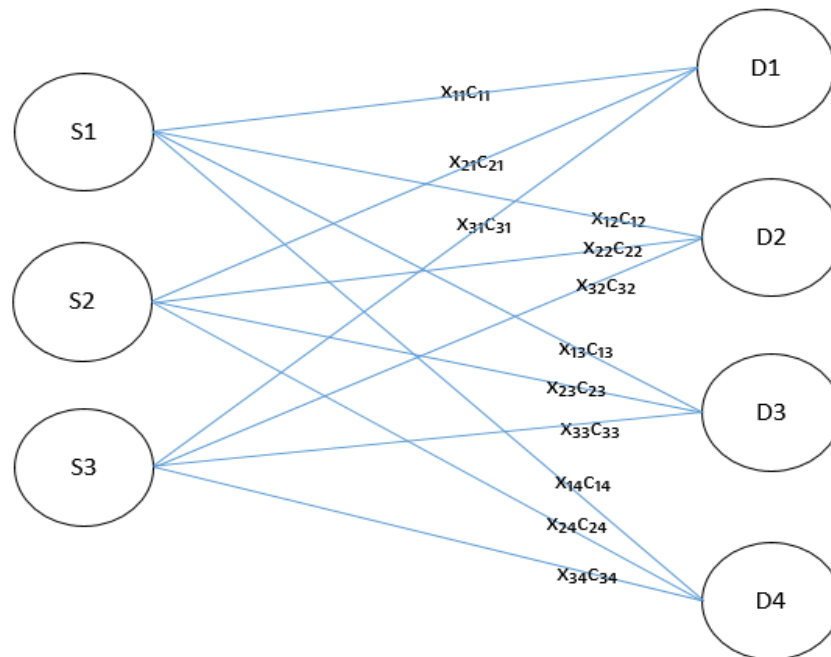 D1
X₁₁C₁₁
S1
X₂₁C₂₁
X₁₂C₁₂
X₃₁C₃₁
D2
X₂₂C₂₂
X₃₂C₃₂
S2
X₁₃C₁₃
X₂₃C₂₃
D3
X₃₃C₃₃
S3
X₁₄C₁₄
X₂₄C₂₄
X₃₄C₃₄
D4